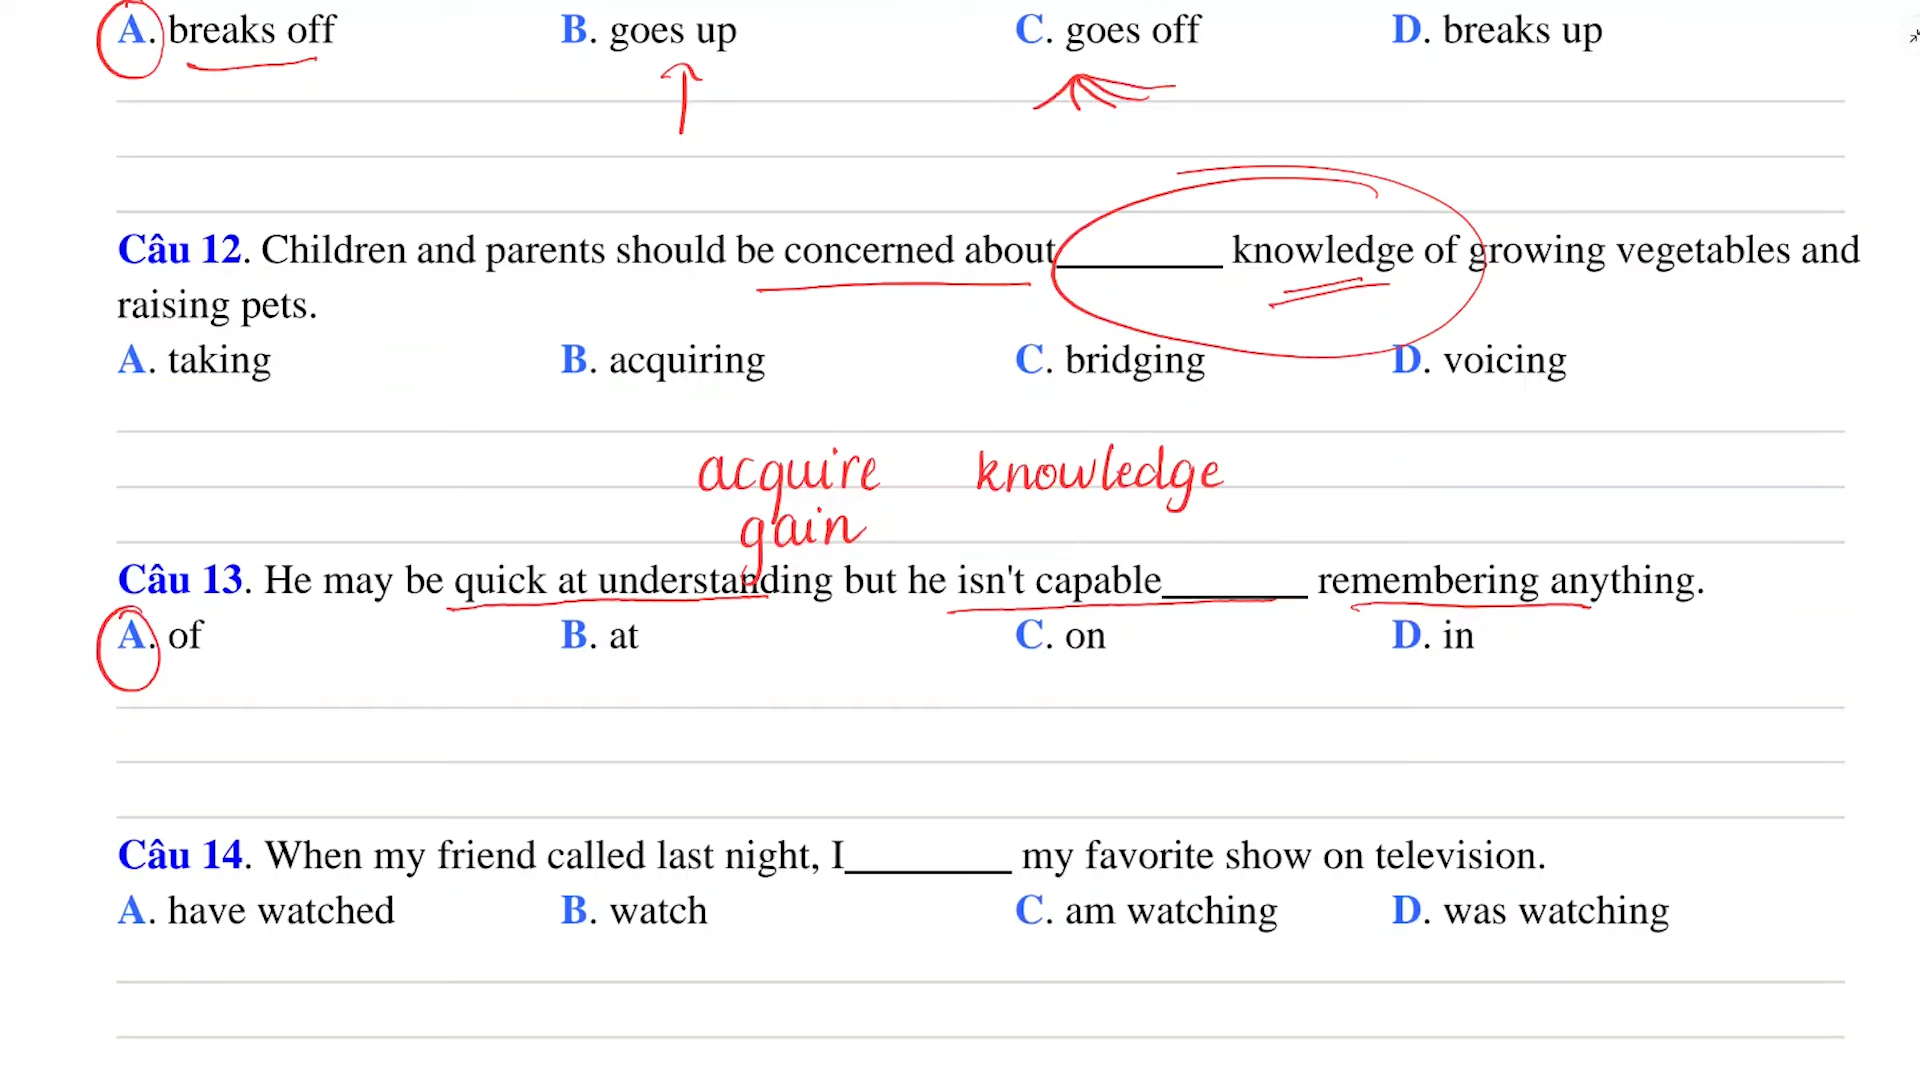 A. breaks off B. goes up C. goes off D. breaks up
Câu 12. Children and parents should be concerned about________ knowledge of growing vegetables and
raising pets.
A. taking B. acquiring C. bridging D. voicing
acquire knowledge
gain
Câu 13. He may be quick at understanding but he isn't capable_______ remembering anything.
A. of B. at C. on D. in
Câu 14. When my friend called last night, I________ my favorite show on television.
A. have watched B. watch C. am watching D. was watching